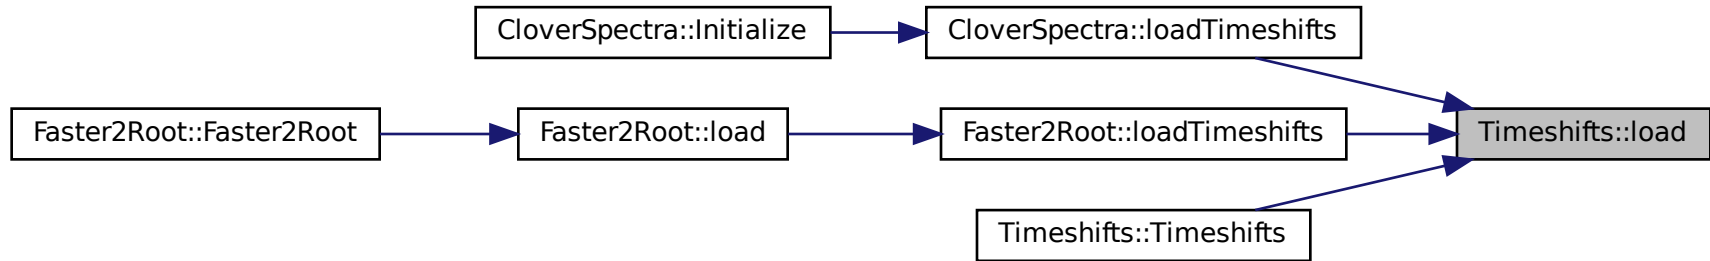 CloverSpectra::Initialize
CloverSpectra::loadTimeshifts
Faster2Root::Faster2Root
Faster2Root::load
Faster2Root::loadTimeshifts
Timeshifts::load
Timeshifts::Timeshifts